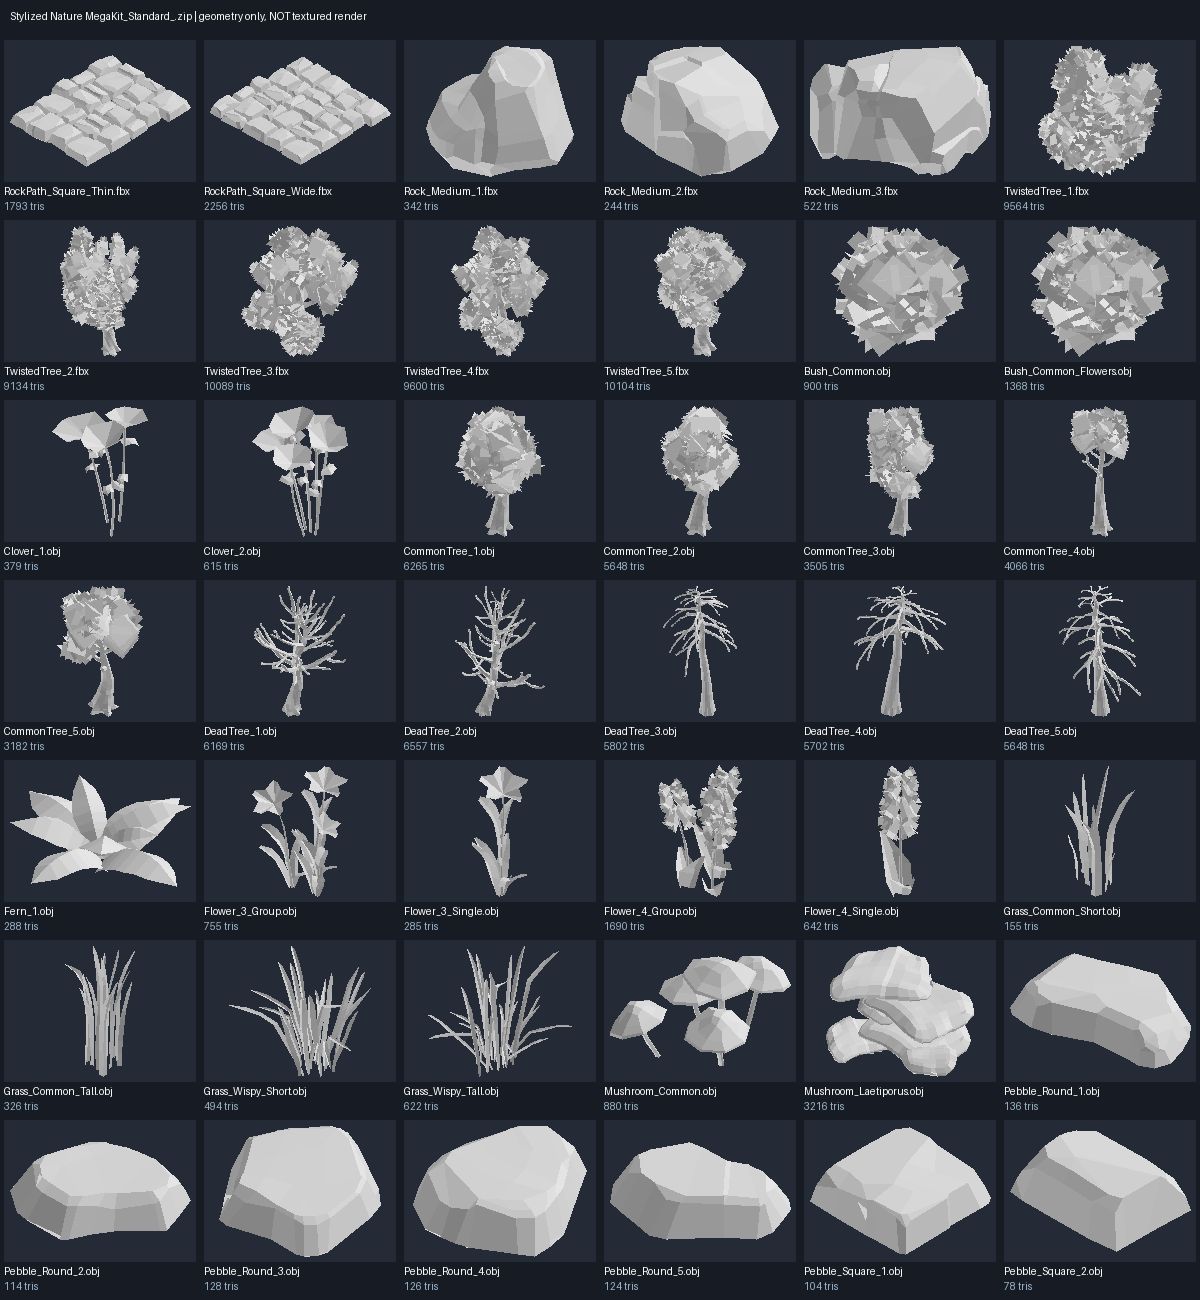 Stylized Nature MegaKit_Standard_.zip | geometry only, NOT textured render
RockPath_Square_Thin.fbx
1793 tris
RockPath_Square_Wide.fbx
2256 tris
Rock_Medium_1.fbx
342 tris
Rock_Medium_2.fbx
244 tris
Rock_Medium_3.fbx
522 tris
TwistedTree_1.fbx
9564 tris
TwistedTree_2.fbx
9134 tris
TwistedTree_3.fbx
10089 tris
TwistedTree_4.fbx
9600 tris
TwistedTree_5.fbx
10104 tris
Bush_Common.obj
900 tris
Bush_Common_Flowers.obj
1368 tris
Clover_1.obj
379 tris
Clover_2.obj
615 tris
CommonTree_1.obj
6265 tris
CommonTree_2.obj
5648 tris
CommonTree_3.obj
3505 tris
CommonTree_4.obj
4066 tris
CommonTree_5.obj
3182 tris
DeadTree_1.obj
6169 tris
DeadTree_2.obj
6557 tris
DeadTree_3.obj
5802 tris
DeadTree_4.obj
5702 tris
DeadTree_5.obj
5648 tris
Fern_1.obj
288 tris
Flower_3_Group.obj
755 tris
Flower_3_Single.obj
285 tris
Flower_4_Group.obj
1690 tris
Flower_4_Single.obj
642 tris
Grass_Common_Short.obj
155 tris
Grass_Common_Tall.obj
326 tris
Grass_Wispy_Short.obj
494 tris
Grass_Wispy_Tall.obj
622 tris
Mushroom_Common.obj
880 tris
Mushroom_Laetiporus.obj
3216 tris
Pebble_Round_1.obj
136 tris
Pebble_Round_2.obj
114 tris
Pebble_Round_3.obj
128 tris
Pebble_Round_4.obj
126 tris
Pebble_Round_5.obj
124 tris
Pebble_Square_1.obj
104 tris
Pebble_Square_2.obj
78 tris